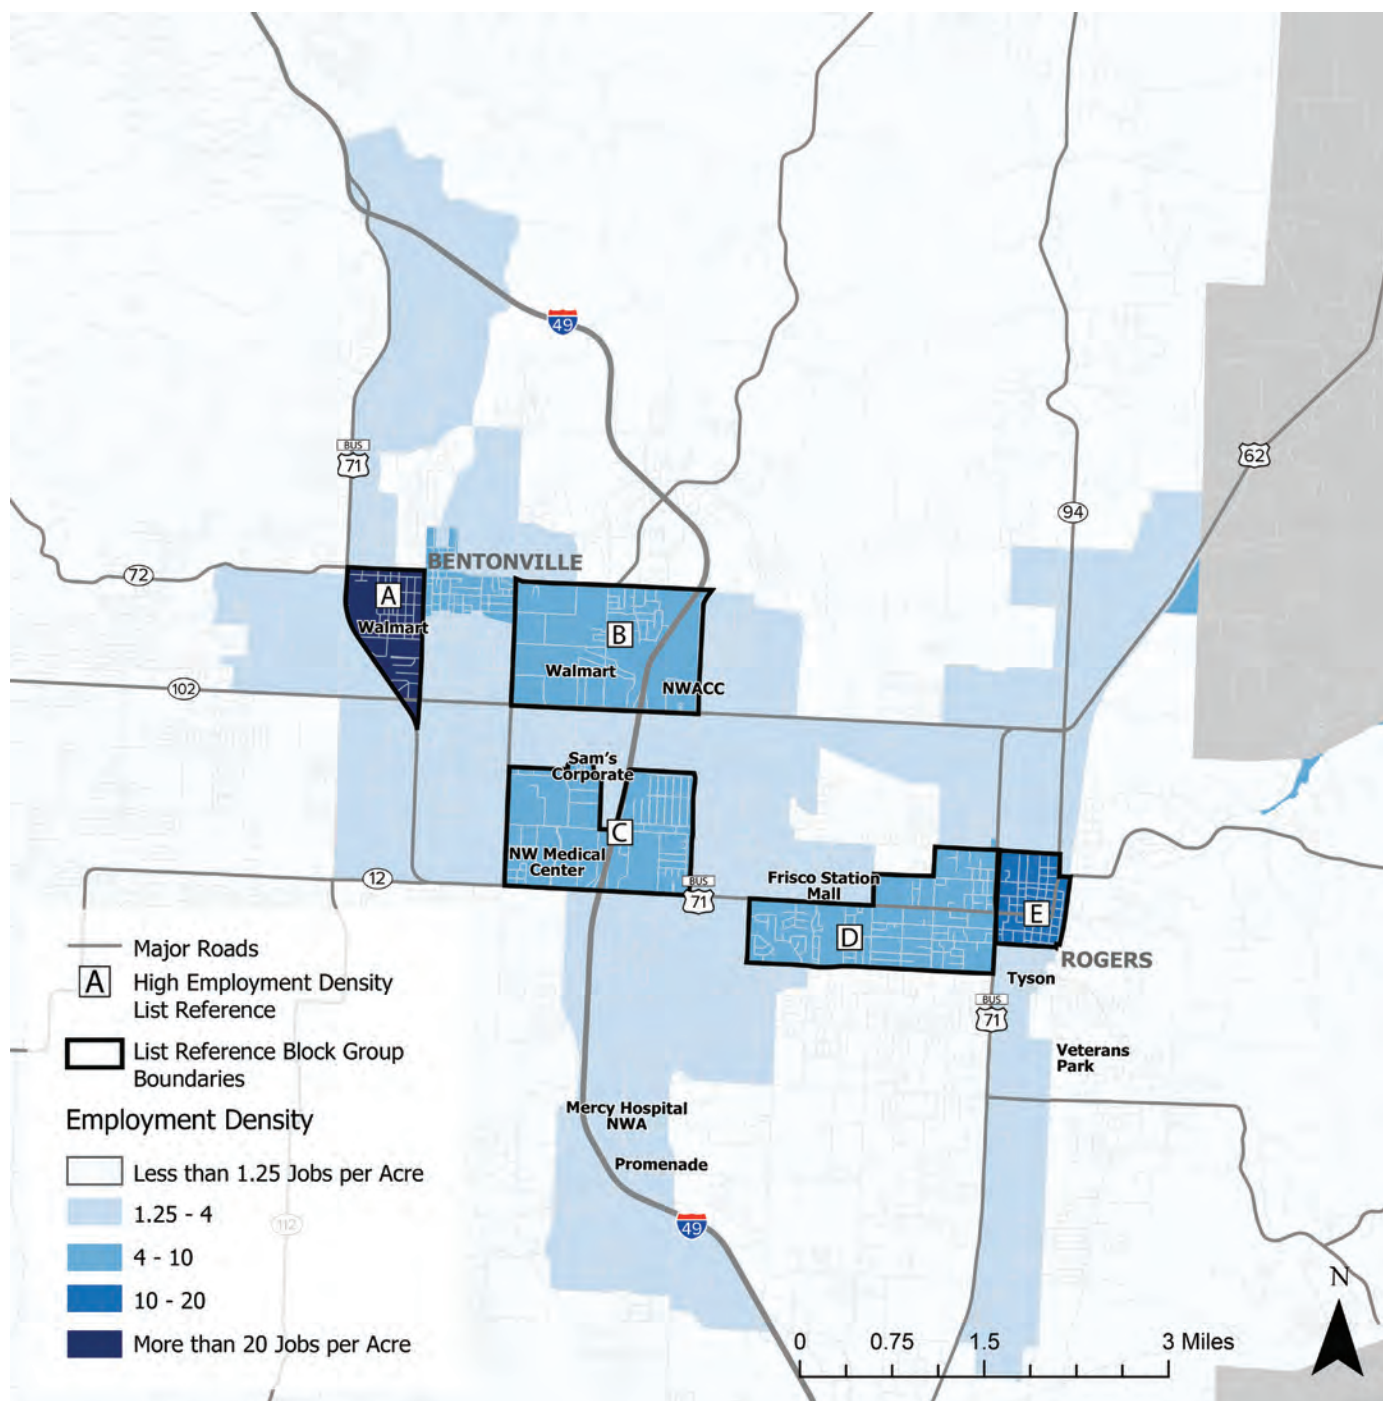 49
BUS
71
62
94
72
BENTONVILLE
A
Walmart
B
Walmart
NWACC
102
Sam's
Corporate
C
NW Medical
Center
12
BUS
71
Frisco Station
Mall
D
E
ROGERS
Tyson
BUS
71
Veterans
Park
Mercy Hospital
NWA
Promenade
49
112
Major Roads
A
High Employment Density
List Reference
List Reference Block Group
Boundaries
Employment Density
Less than 1.25 Jobs per Acre
1.25 - 4
4 - 10
10 - 20
More than 20 Jobs per Acre
N
0 0.75 1.5 3 Miles